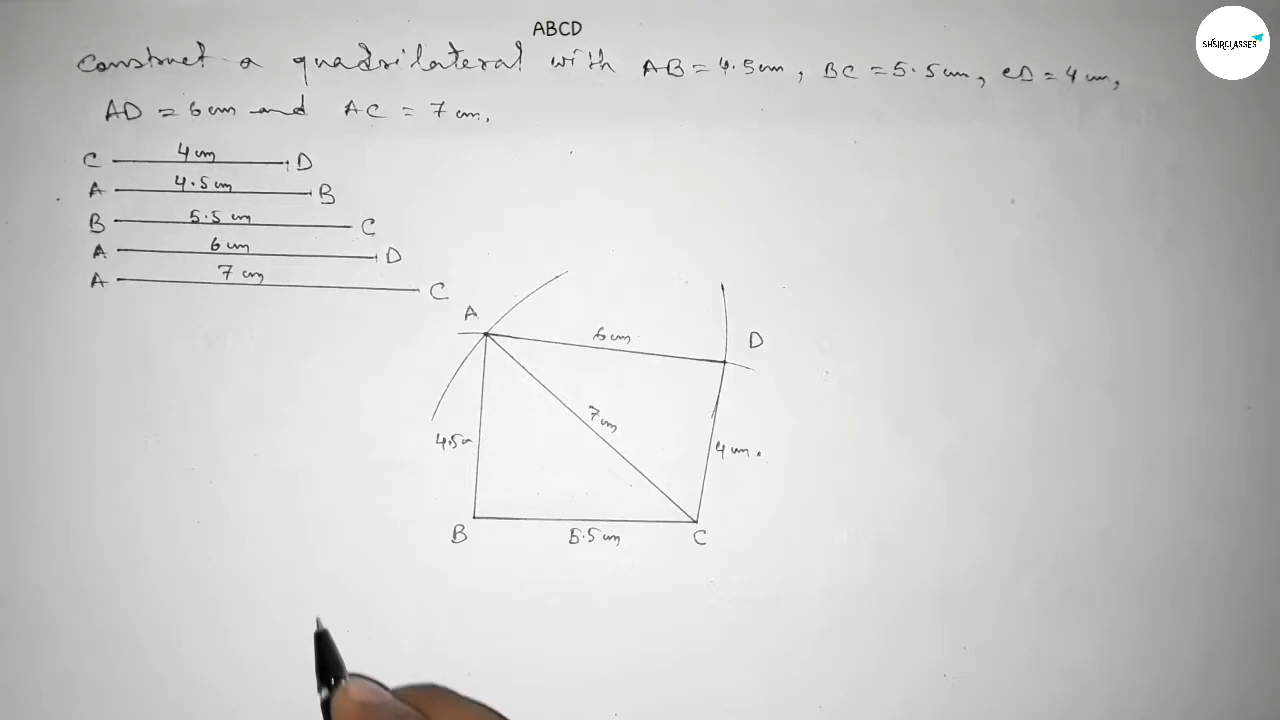 ABCD
SHSIRCLASSES
Construct a quadrilateral with AB = 4.5cm, BC = 5.5cm, CD = 4cm,
AD = 6cm and AC = 7cm.
C 4cm D
A 4.5cm B
B 5.5cm C
A 6cm D
A 7cm C
A 6cm D
7cm
4.5c 4cm.
B 5.5cm C